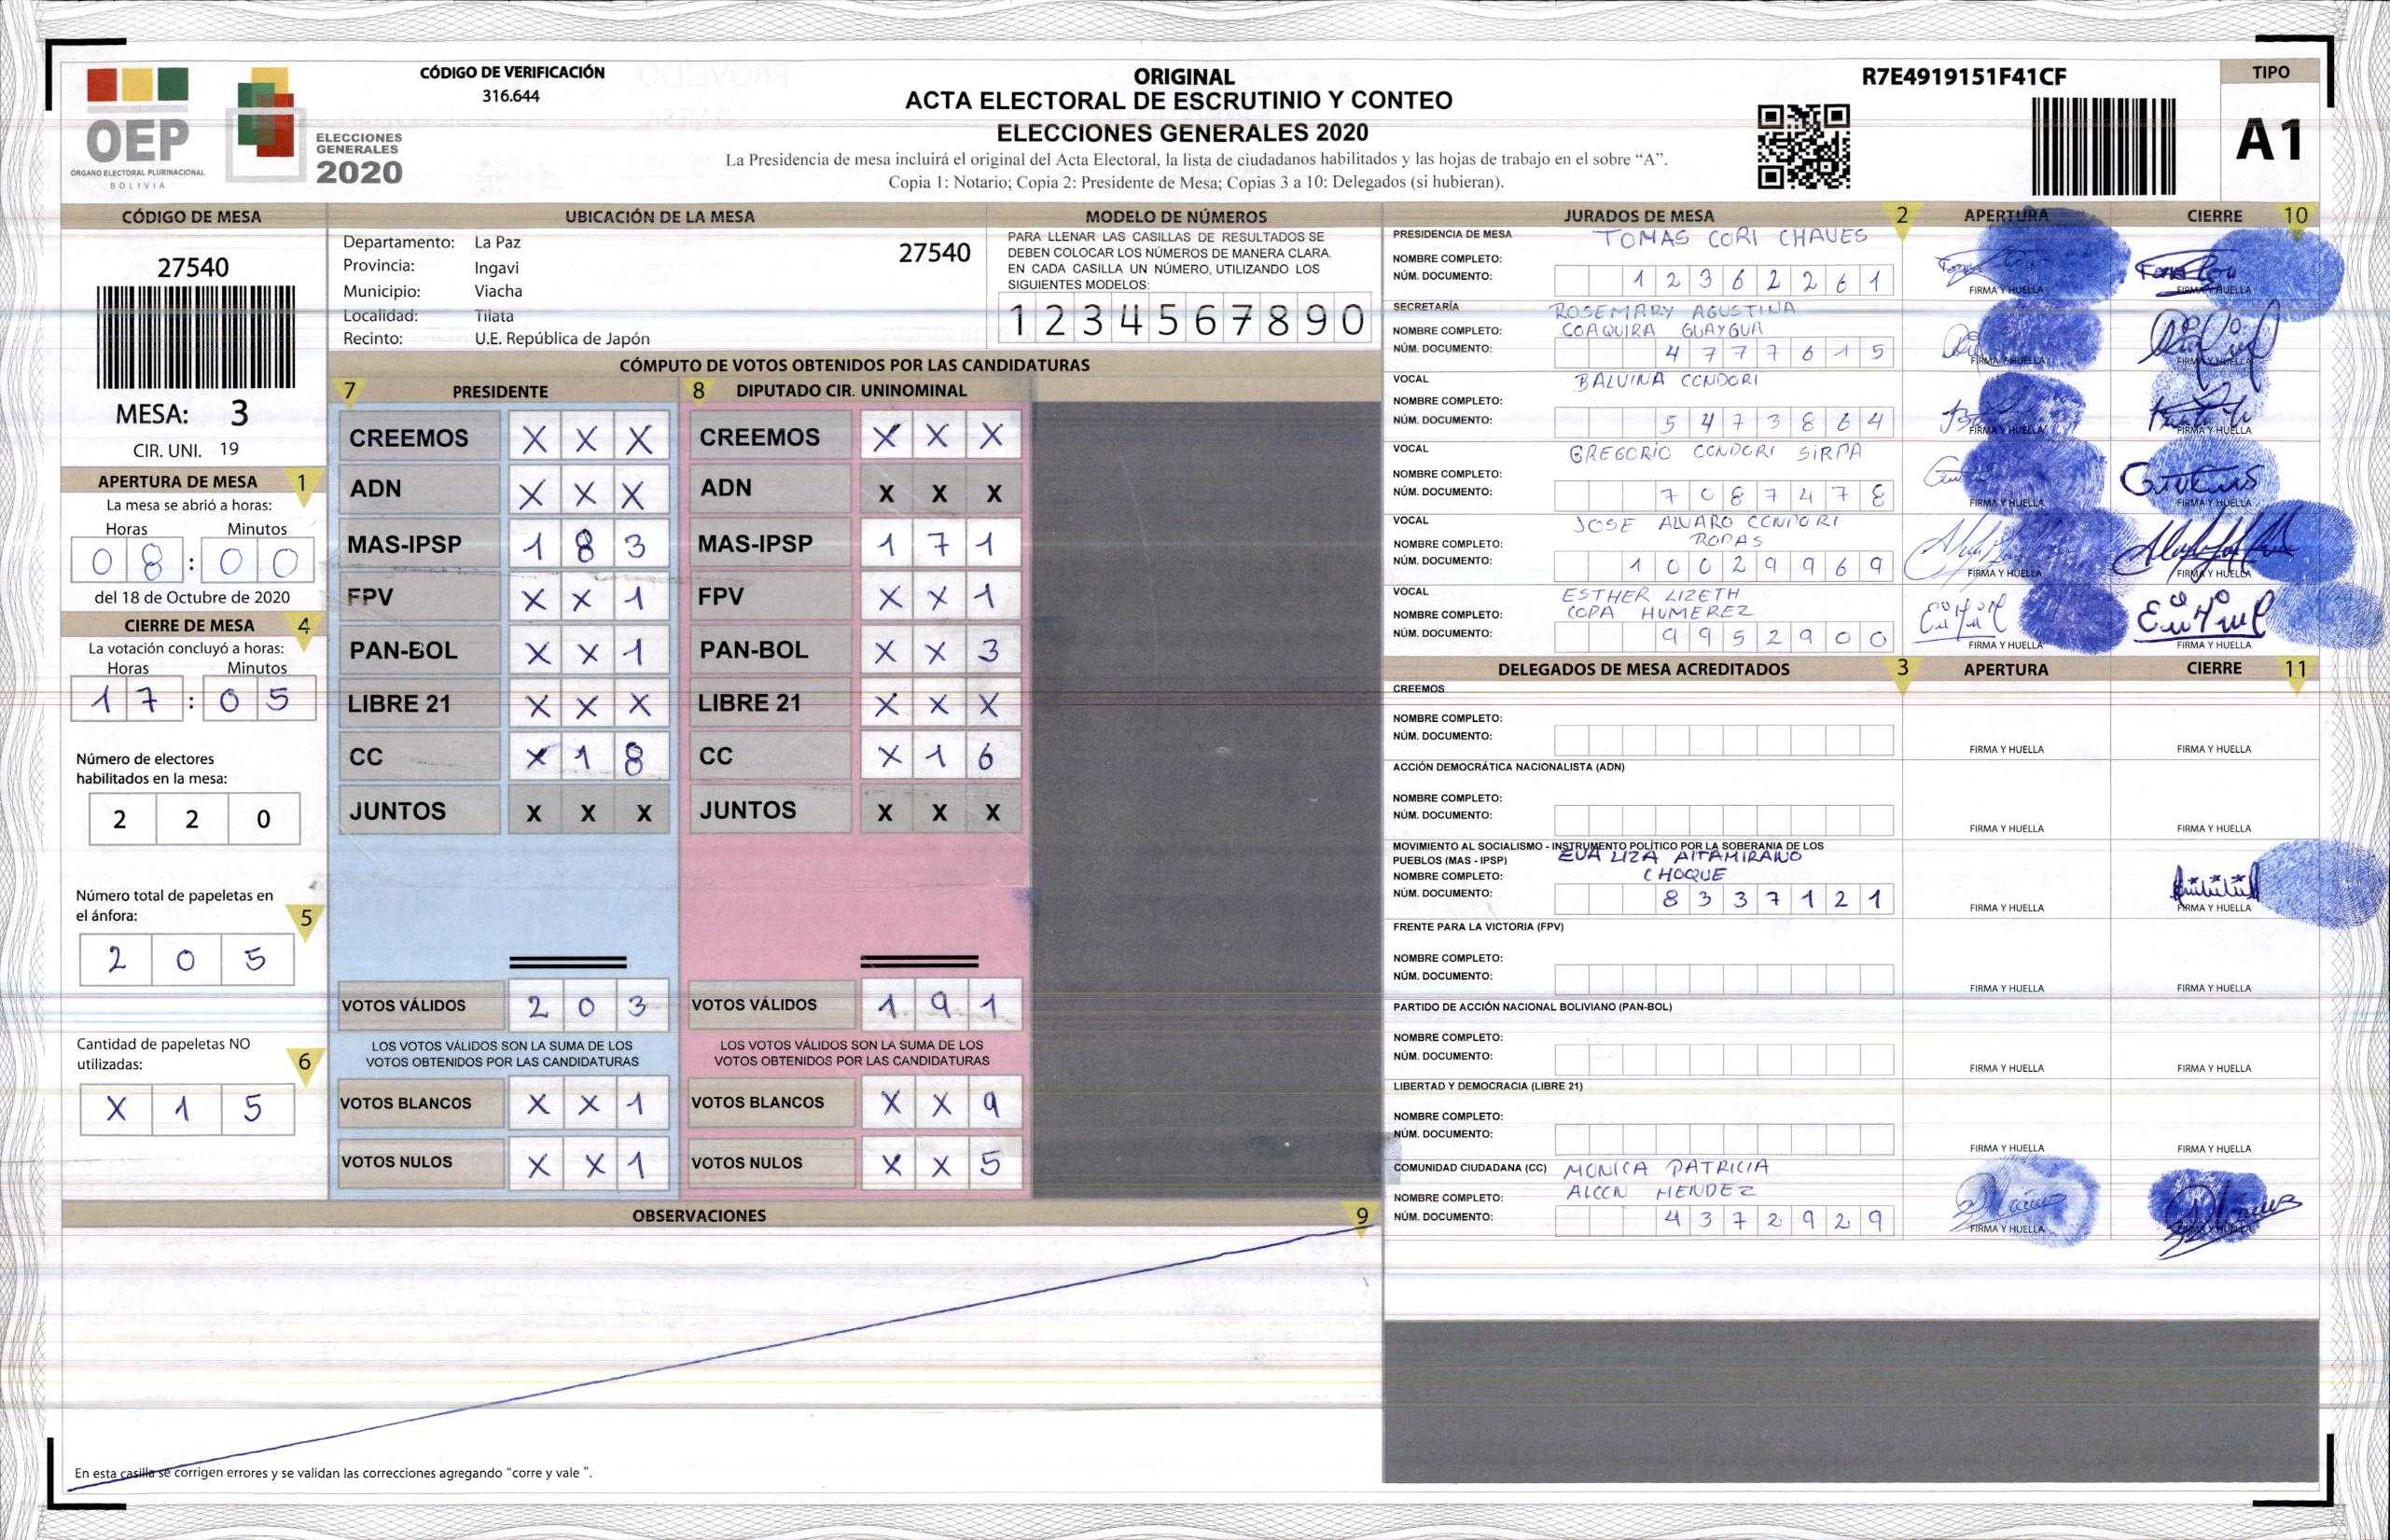 OEP
ÓRGANO ELECTORAL PLURINACIONAL
BOLIVIA
ELECCIONES
GENERALES
2020
CÓDIGO DE VERIFICACIÓN
316.644
ORIGINAL
ACTA ELECTORAL DE ESCRUTINIO Y CONTEO
ELECCIONES GENERALES 2020
La Presidencia de mesa incluirá el original del Acta Electoral, la lista de ciudadanos habilitados y las hojas de trabajo en el sobre “A”.
Copia 1: Notario; Copia 2: Presidente de Mesa; Copias 3 a 10: Delegados (si hubieran).
R7E4919151F41CF
TIPO
A1
CÓDIGO DE MESA
27540
MESA: 3
CIR. UNI. 19
APERTURA DE MESA 1
La mesa se abrió a horas:
Horas Minutos
0 8 : 0 0
del 18 de Octubre de 2020
CIERRE DE MESA 4
La votación concluyó a horas:
Horas Minutos
1 7 : 0 5
Número de electores
habilitados en la mesa:
2 2 0
Número total de papeletas en
el ánfora: 5
2 0 5
Cantidad de papeletas NO
utilizadas: 6
X 1 5
UBICACIÓN DE LA MESA
Departamento: La Paz 27540
Provincia: Ingavi
Municipio: Viacha
Localidad: Tilata
Recinto: U.E. República de Japón
MODELO DE NÚMEROS
PARA LLENAR LAS CASILLAS DE RESULTADOS SE
DEBEN COLOCAR LOS NÚMEROS DE MANERA CLARA.
EN CADA CASILLA UN NÚMERO, UTILIZANDO LOS
SIGUIENTES MODELOS:
1 2 3 4 5 6 7 8 9 0
CÓMPUTO DE VOTOS OBTENIDOS POR LAS CANDIDATURAS
7 PRESIDENTE
CREEMOS X X X
ADN X X X
MAS-IPSP 1 8 3
FPV X X 1
PAN-BOL X X 1
LIBRE 21 X X X
CC X 1 8
JUNTOS X X X
VOTOS VÁLIDOS 2 0 3
LOS VOTOS VÁLIDOS SON LA SUMA DE LOS
VOTOS OBTENIDOS POR LAS CANDIDATURAS
VOTOS BLANCOS X X 1
VOTOS NULOS X X 1
8 DIPUTADO CIR. UNINOMINAL
CREEMOS X X X
ADN X X X
MAS-IPSP 1 7 1
FPV X X 1
PAN-BOL X X 3
LIBRE 21 X X X
CC X 1 6
JUNTOS X X X
VOTOS VÁLIDOS 1 9 1
LOS VOTOS VÁLIDOS SON LA SUMA DE LOS
VOTOS OBTENIDOS POR LAS CANDIDATURAS
VOTOS BLANCOS X X 9
VOTOS NULOS X X 5
OBSERVACIONES 9
En esta casilla se corrigen errores y se validan las correcciones agregando “corre y vale ”.
JURADOS DE MESA 2 APERTURA CIERRE 10
PRESIDENCIA DE MESA TOMAS CORI CHAVES
NOMBRE COMPLETO:
NÚM. DOCUMENTO: 1 2 3 6 2 2 6 1 FIRMA Y HUELLA FIRMA Y HUELLA
SECRETARÍA ROSEMARY AGUSTINA
NOMBRE COMPLETO: COAQUIRA GUAYGUA
NÚM. DOCUMENTO: 4 7 7 7 6 1 5 FIRMA Y HUELLA FIRMA Y HUELLA
VOCAL BALVINA CONDORI
NOMBRE COMPLETO:
NÚM. DOCUMENTO: 5 4 7 3 8 6 4 FIRMA Y HUELLA FIRMA Y HUELLA
VOCAL GREGORIO CONDORI SIRPA
NOMBRE COMPLETO:
NÚM. DOCUMENTO: 7 0 8 7 4 7 8 FIRMA Y HUELLA FIRMA Y HUELLA
VOCAL JOSE ALVARO CONDORI
NOMBRE COMPLETO: RODAS
NÚM. DOCUMENTO: 1 0 0 2 9 9 6 9 FIRMA Y HUELLA FIRMA Y HUELLA
VOCAL ESTHER LIZETH
NOMBRE COMPLETO: COPA HUMEREZ
NÚM. DOCUMENTO: 9 9 5 2 9 0 0 FIRMA Y HUELLA FIRMA Y HUELLA
DELEGADOS DE MESA ACREDITADOS 3 APERTURA CIERRE 11
CREEMOS
NOMBRE COMPLETO:
NÚM. DOCUMENTO: FIRMA Y HUELLA FIRMA Y HUELLA
ACCIÓN DEMOCRÁTICA NACIONALISTA (ADN)
NOMBRE COMPLETO:
NÚM. DOCUMENTO: FIRMA Y HUELLA FIRMA Y HUELLA
MOVIMIENTO AL SOCIALISMO - INSTRUMENTO POLÍTICO POR LA SOBERANÍA DE LOS
PUEBLOS (MAS - IPSP) EVA LIZA AlTAMIRANO
NOMBRE COMPLETO: CHOQUE
NÚM. DOCUMENTO: 8 3 3 7 1 2 1 FIRMA Y HUELLA FIRMA Y HUELLA
FRENTE PARA LA VICTORIA (FPV)
NOMBRE COMPLETO:
NÚM. DOCUMENTO: FIRMA Y HUELLA FIRMA Y HUELLA
PARTIDO DE ACCIÓN NACIONAL BOLIVIANO (PAN-BOL)
NOMBRE COMPLETO:
NÚM. DOCUMENTO: FIRMA Y HUELLA FIRMA Y HUELLA
LIBERTAD Y DEMOCRACIA (LIBRE 21)
NOMBRE COMPLETO:
NÚM. DOCUMENTO: FIRMA Y HUELLA FIRMA Y HUELLA
COMUNIDAD CIUDADANA (CC) MONICA PATRICIA
NOMBRE COMPLETO: ALCON MENDEZ
NÚM. DOCUMENTO: 4 3 7 2 9 2 9 FIRMA Y HUELLA FIRMA Y HUELLA